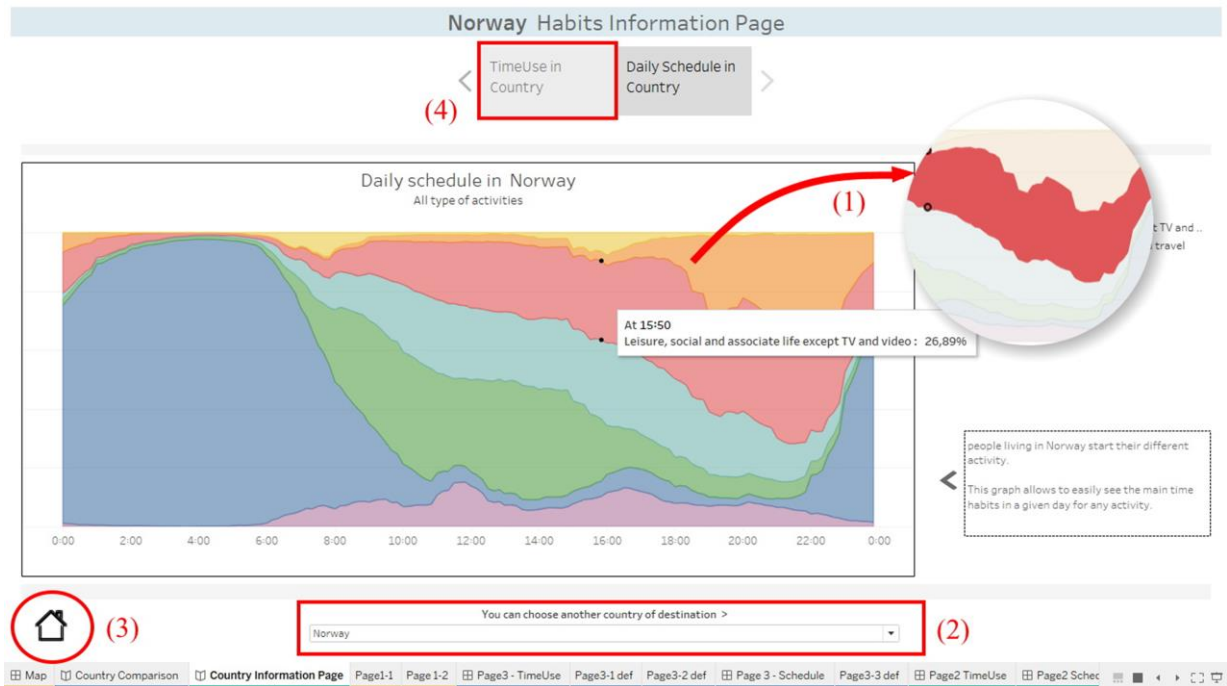 Norway Habits Information Page
TimeUse in
Country
Daily Schedule in
Country
(4)
Daily schedule in Norway
All type of activities
(1)
t TV and ..
travel
At 15:50
Leisure, social and associate life except TV and video : 26,89%
people living in Norway start their different
activity.
This graph allows to easily see the main time
habits in a given day for any activity.
0:00 2:00 4:00 6:00 8:00 10:00 12:00 14:00 16:00 18:00 20:00 22:00 0:00
You can choose another country of destination >
Norway
(3)
(2)
Map Country Comparison Country Information Page Page1-1 Page 1-2 Page3 - TimeUse Page3-1 def Page3-2 def Page 3 - Schedule Page3-3 def Page2 TimeUse Page2 Sched